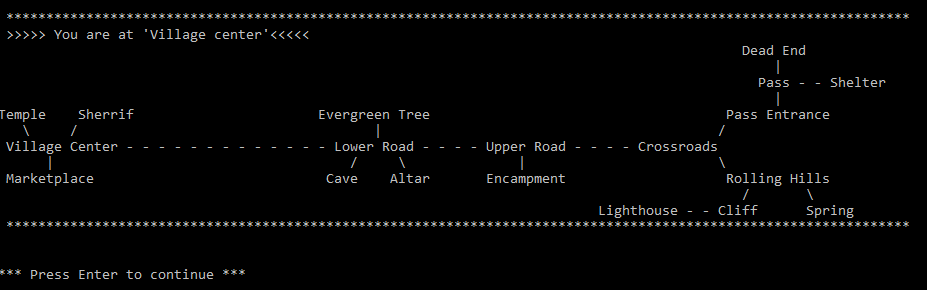 *****************************************************************************************************************
>>>>> You are at 'Village center'<<<<<
Dead End
|
Pass - - Shelter
|
Temple Sherrif Evergreen Tree Pass Entrance
\ / | /
Village Center - - - - - - - - - - - - - Lower Road - - - - Upper Road - - - - Crossroads
| / \ | \
Marketplace Cave Altar Encampment Rolling Hills
/ \
Lighthouse - - Cliff Spring
*****************************************************************************************************************
*** Press Enter to continue ***